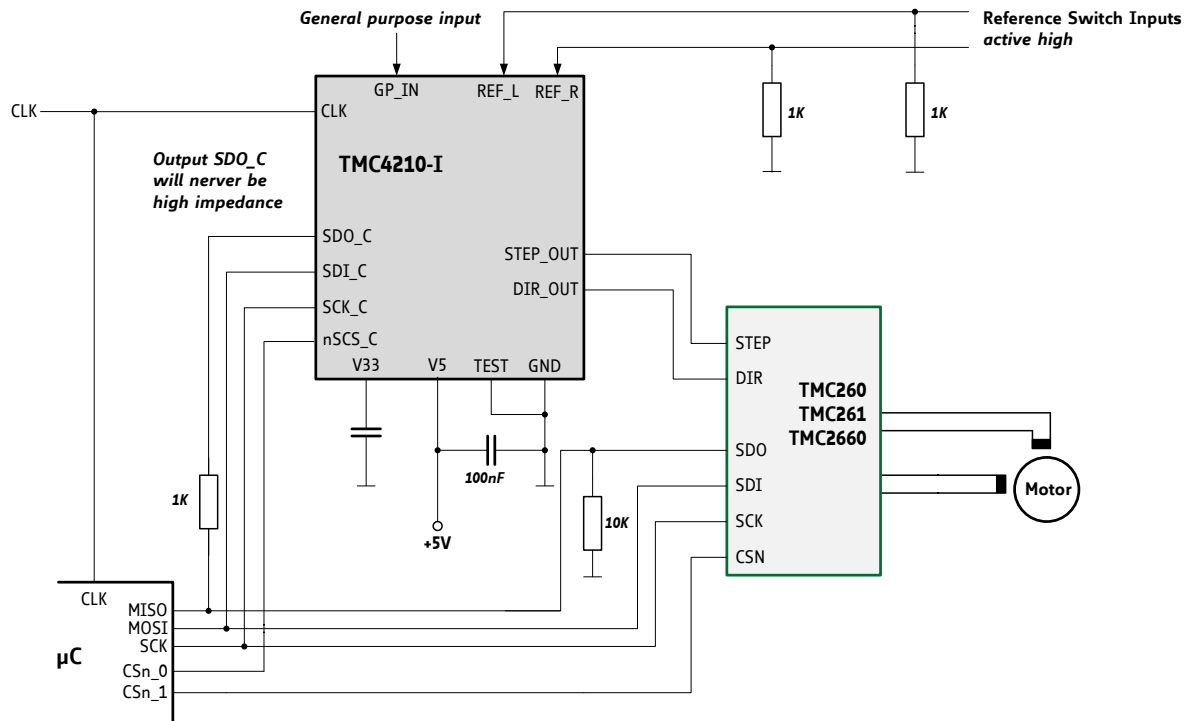 General purpose input
Reference Switch Inputs
active high
GP_IN
REF_L
REF_R
CLK
CLK
1K
1K
Output SDO_C
will nerver be
high impedance
TMC4210-I
SDO_C
STEP_OUT
SDI_C
DIR_OUT
SCK_C
nSCS_C
V33
V5
TEST
GND
STEP
DIR
TMC260
TMC261
TMC2660
SDO
100nF
SDI
Motor
1K
10K
SCK
+5V
CSN
CLK
MISO
MOSI
SCK
µC
CSn_0
CSn_1